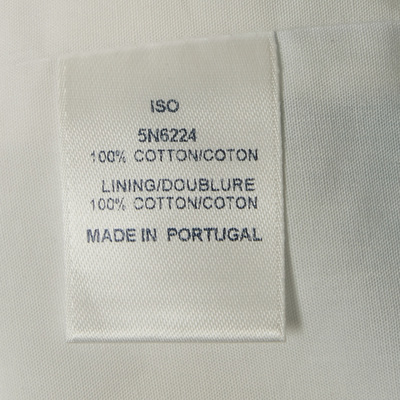 ISO
5N6224
100% COTTON/COTON
LINING/DOUBLURE
100% COTTON/COTON
MADE IN PORTUGAL